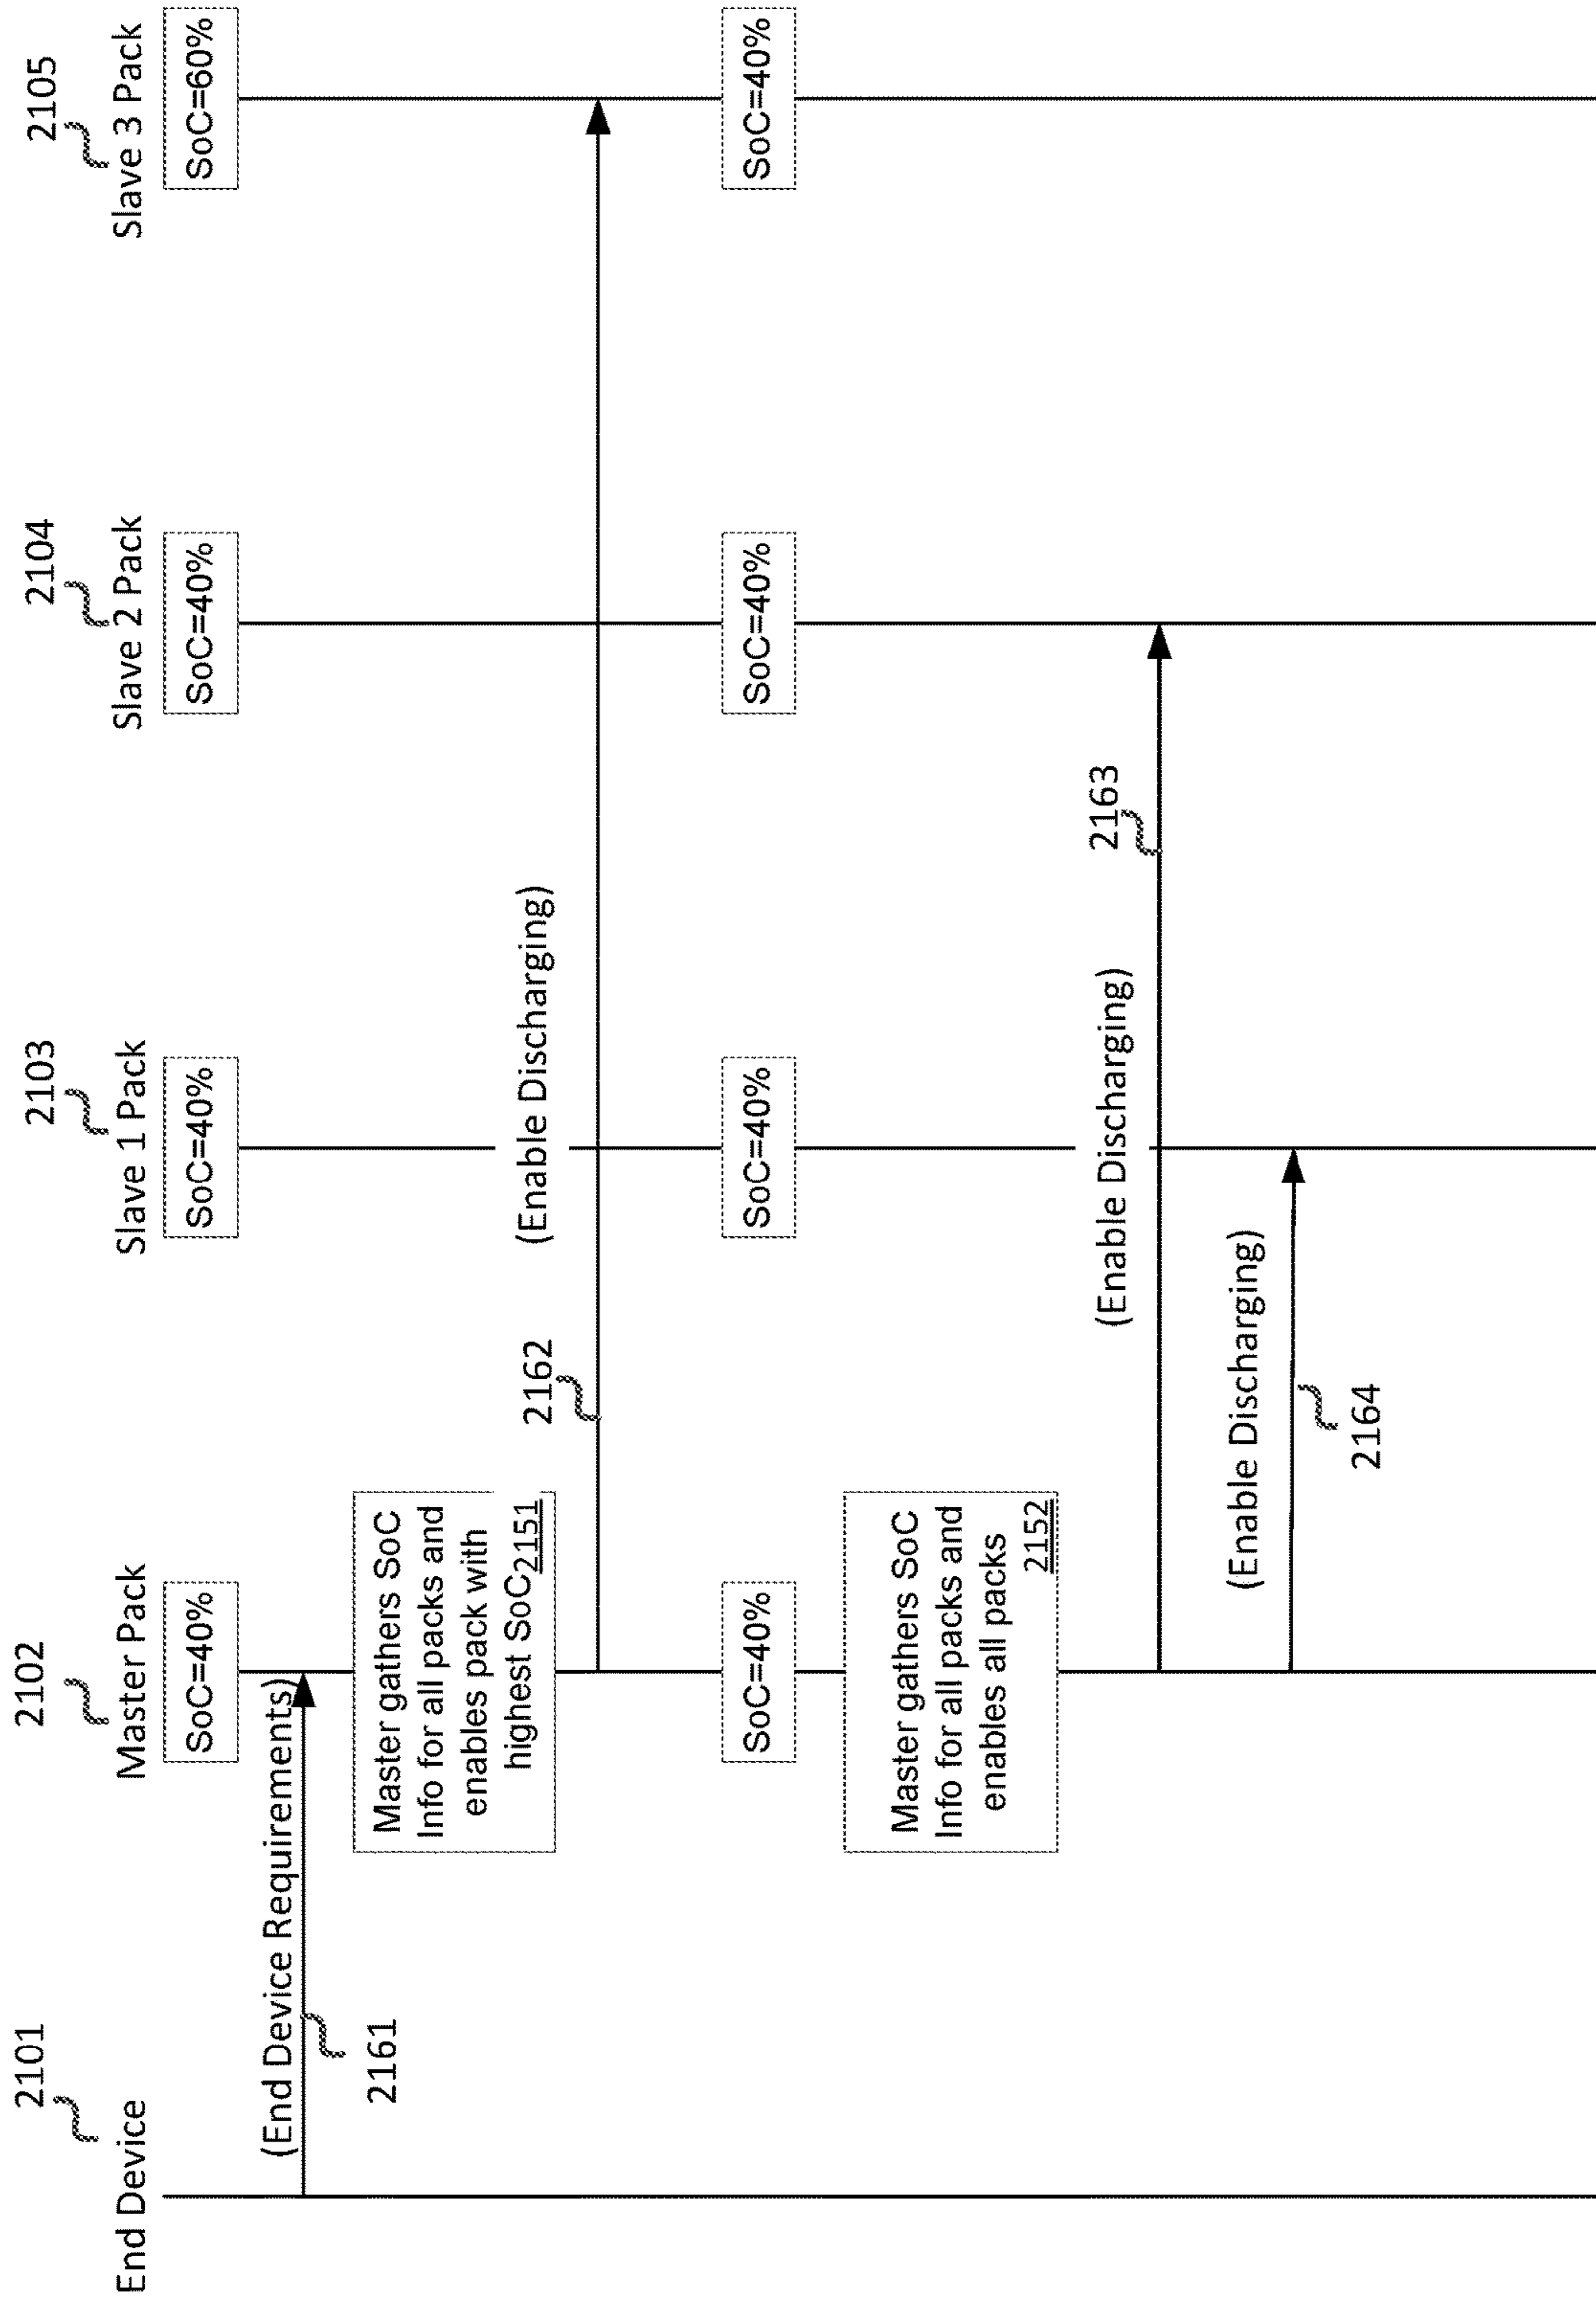 2101
End Device
2102
Master Pack
2103
Slave 1 Pack
2104
Slave 2 Pack
2105
Slave 3 Pack
SoC=40%
SoC=40%
SoC=40%
SoC=60%
(End Device Requirements)
2161
Master gathers SoC
Info for all packs and
enables pack with
highest SoC 2151
2162
(Enable Discharging)
SoC=40%
SoC=40%
SoC=40%
SoC=40%
Master gathers SoC
Info for all packs and
enables all packs
2152
(Enable Discharging)
2163
(Enable Discharging)
2164